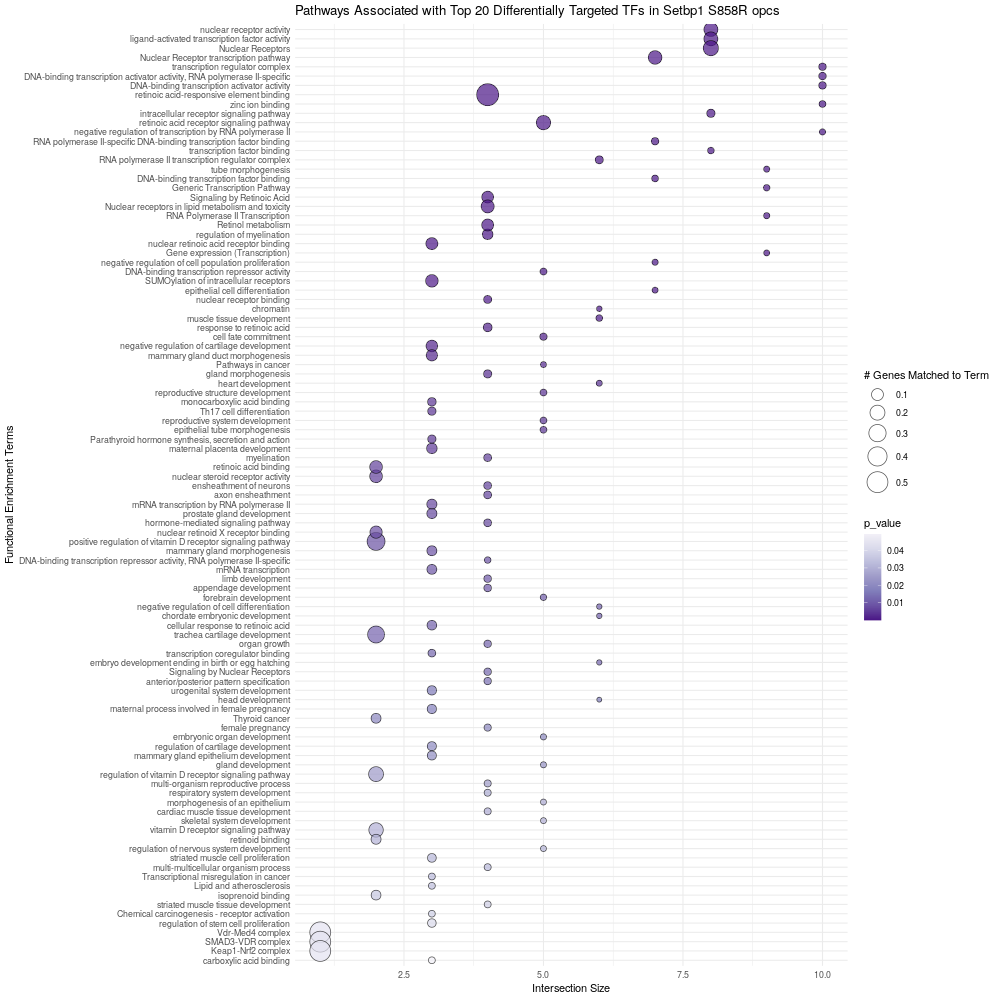 Pathways Associated with Top 20 Differentially Targeted TFs in Setbp1 S858R opcs
nuclear receptor activity
ligand-activated transcription factor activity
Nuclear Receptors
Nuclear Receptor transcription pathway
transcription regulator complex
DNA-binding transcription activator activity, RNA polymerase II-specific
DNA-binding transcription activator activity
retinoic acid-responsive element binding
zinc ion binding
intracellular receptor signaling pathway
retinoic acid receptor signaling pathway
negative regulation of transcription by RNA polymerase II
RNA polymerase II-specific DNA-binding transcription factor binding
transcription factor binding
RNA polymerase II transcription regulator complex
tube morphogenesis
DNA-binding transcription factor binding
Generic Transcription Pathway
Signaling by Retinoic Acid
Nuclear receptors in lipid metabolism and toxicity
RNA Polymerase II Transcription
Retinol metabolism
regulation of myelination
nuclear retinoic acid receptor binding
Gene expression (Transcription)
negative regulation of cell population proliferation
DNA-binding transcription repressor activity
SUMOylation of intracellular receptors
epithelial cell differentiation
nuclear receptor binding
chromatin
muscle tissue development
response to retinoic acid
cell fate commitment
negative regulation of cartilage development
mammary gland duct morphogenesis
Pathways in cancer
gland morphogenesis
heart development
reproductive structure development
monocarboxylic acid binding
Th17 cell differentiation
reproductive system development
epithelial tube morphogenesis
Parathyroid hormone synthesis, secretion and action
maternal placenta development
myelination
retinoic acid binding
nuclear steroid receptor activity
ensheathment of neurons
axon ensheathment
mRNA transcription by RNA polymerase II
prostate gland development
hormone-mediated signaling pathway
nuclear retinoid X receptor binding
positive regulation of vitamin D receptor signaling pathway
mammary gland morphogenesis
DNA-binding transcription repressor activity, RNA polymerase II-specific
mRNA transcription
limb development
appendage development
forebrain development
negative regulation of cell differentiation
chordate embryonic development
cellular response to retinoic acid
trachea cartilage development
organ growth
transcription coregulator binding
embryo development ending in birth or egg hatching
Signaling by Nuclear Receptors
anterior/posterior pattern specification
urogenital system development
head development
maternal process involved in female pregnancy
Thyroid cancer
female pregnancy
embryonic organ development
regulation of cartilage development
mammary gland epithelium development
gland development
regulation of vitamin D receptor signaling pathway
multi-organism reproductive process
respiratory system development
morphogenesis of an epithelium
cardiac muscle tissue development
skeletal system development
vitamin D receptor signaling pathway
retinoid binding
regulation of nervous system development
striated muscle cell proliferation
multi-multicellular organism process
Transcriptional misregulation in cancer
Lipid and atherosclerosis
isoprenoid binding
striated muscle tissue development
Chemical carcinogenesis - receptor activation
regulation of stem cell proliferation
Vdr-Med4 complex
SMAD3-VDR complex
Keap1-Nrf2 complex
carboxylic acid binding
Functional Enrichment Terms
2.5 5.0 7.5 10.0
Intersection Size
# Genes Matched to Term
0.1
0.2
0.3
0.4
0.5
p_value
0.04
0.03
0.02
0.01